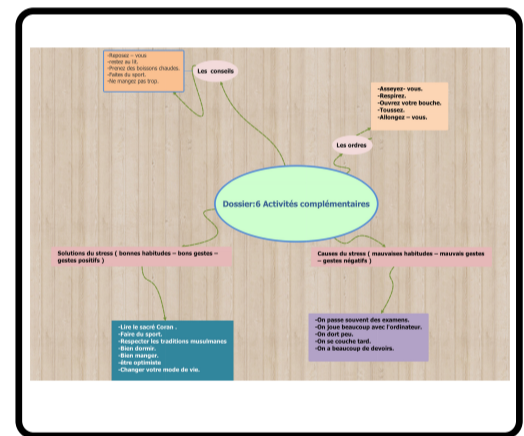 -Reposez – vous
-restez au lit.
-Prenez des boissons chaudes.
-Faites du sport.
-Ne mangez pas trop.
Les conseils
-Asseyez- vous.
-Respirez.
-Ouvrez votre bouche.
-Toussez.
-Allongez – vous.
Les ordres
Dossier:6 Activités complémentaires
Solutions du stress ( bonnes habitudes – bons gestes –
gestes positifs )
Causes du stress ( mauvaises habitudes – mauvais gestes
– gestes négatifs )
-Lire le sacré Coran .
-Faire du sport.
-Respecter les traditions musulmanes
-Bien dormir.
-Bien manger.
-être optimiste
-Changer votre mode de vie.
-On passe souvent des examens.
-On joue beaucoup avec l'ordinateur.
-On dort peu.
-On se couche tard.
-On a beaucoup de devoirs.